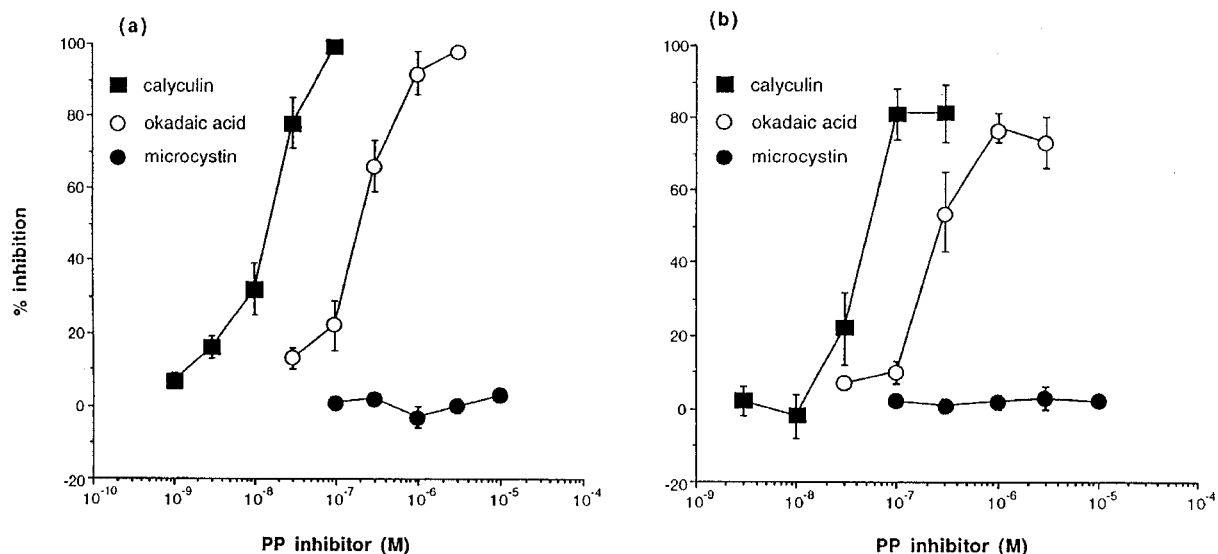 (a)
100
80
60
40
20
0
-20
% inhibition
calyculin
okadaic acid
microcystin
10⁻¹⁰ 10⁻⁹ 10⁻⁸ 10⁻⁷ 10⁻⁶ 10⁻⁵ 10⁻⁴
PP inhibitor (M)
(b)
100
80
60
40
20
0
-20
calyculin
okadaic acid
microcystin
10⁻⁹ 10⁻⁸ 10⁻⁷ 10⁻⁶ 10⁻⁵ 10⁻⁴
PP inhibitor (M)